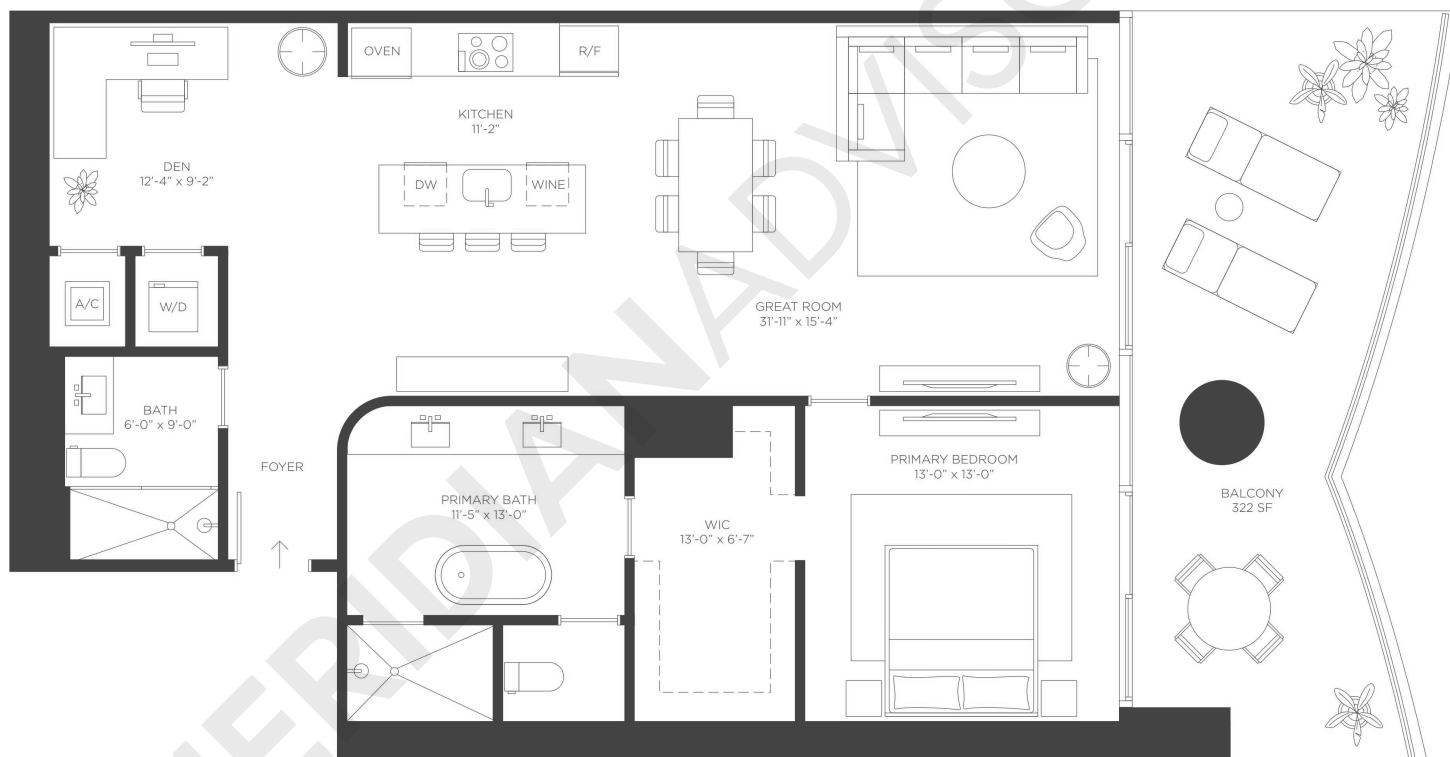 OVEN
R/F
KITCHEN
11'-2"
DEN
12'-4" x 9'-2"
DW
WINE
A/C
W/D
GREAT ROOM
31'-11" x 15'-4"
BATH
6'-0" x 9'-0"
FOYER
PRIMARY BATH
11'-5" x 13'-0"
WIC
13'-0" x 6'-7"
PRIMARY BEDROOM
13'-0" x 13'-0"
BALCONY
322 SF